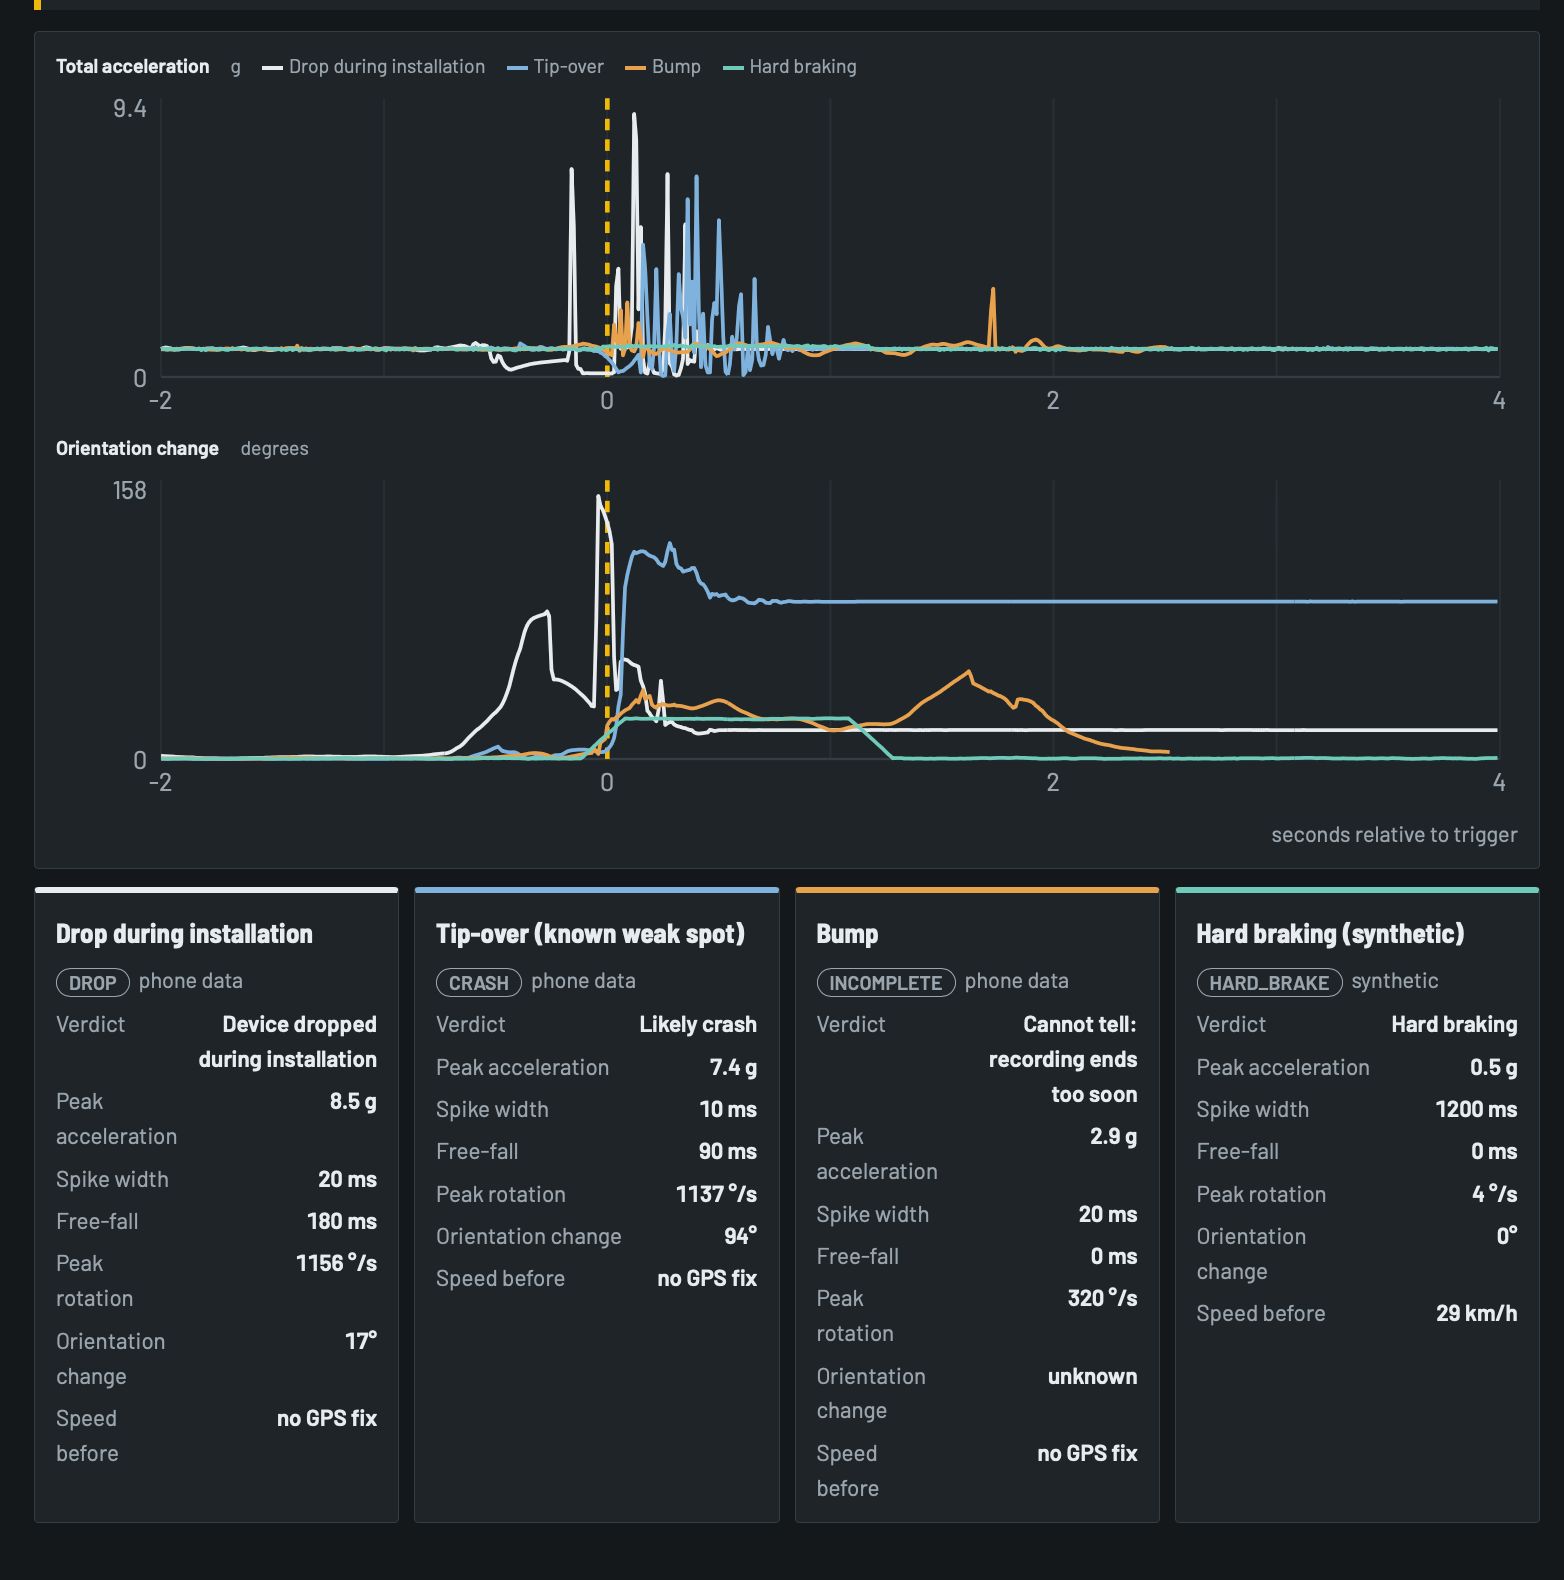 Total acceleration g Drop during installation Tip-over Bump Hard braking
9.4
0
-2 0 2 4
Orientation change degrees
158
0
-2 0 2 4
seconds relative to trigger
Drop during installation
DROP phone data
Verdict Device dropped
during installation
Peak 8.5 g
acceleration
Spike width 20 ms
Free-fall 180 ms
Peak 1156 °/s
rotation
Orientation 17°
change
Speed no GPS fix
before
Tip-over (known weak spot)
CRASH phone data
Verdict Likely crash
Peak acceleration 7.4 g
Spike width 10 ms
Free-fall 90 ms
Peak rotation 1137 °/s
Orientation change 94°
Speed before no GPS fix
Bump
INCOMPLETE phone data
Verdict Cannot tell:
recording ends
too soon
Peak 2.9 g
acceleration
Spike width 20 ms
Free-fall 0 ms
Peak 320 °/s
rotation
Orientation unknown
change
Speed no GPS fix
before
Hard braking (synthetic)
HARD_BRAKE synthetic
Verdict Hard braking
Peak acceleration 0.5 g
Spike width 1200 ms
Free-fall 0 ms
Peak rotation 4 °/s
Orientation 0°
change
Speed before 29 km/h